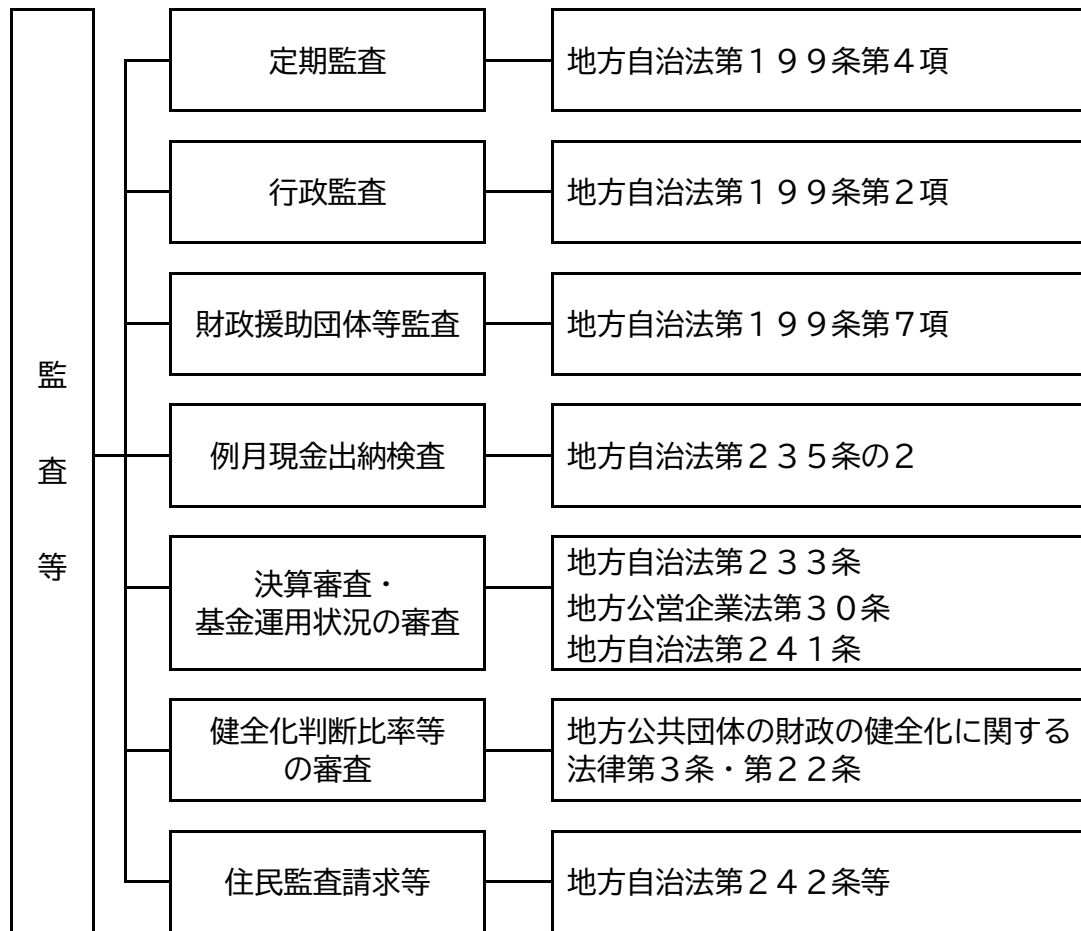 監査等
定期監査
地方自治法第１９９条第４項
行政監査
地方自治法第１９９条第２項
財政援助団体等監査
地方自治法第１９９条第７項
例月現金出納検査
地方自治法第２３５条の２
決算審査・
基金運用状況の審査
地方自治法第２３３条
地方公営企業法第３０条
地方自治法第２４１条
健全化判断比率等
の審査
地方公共団体の財政の健全化に関する
法律第３条・第２２条
住民監査請求等
地方自治法第２４２条等